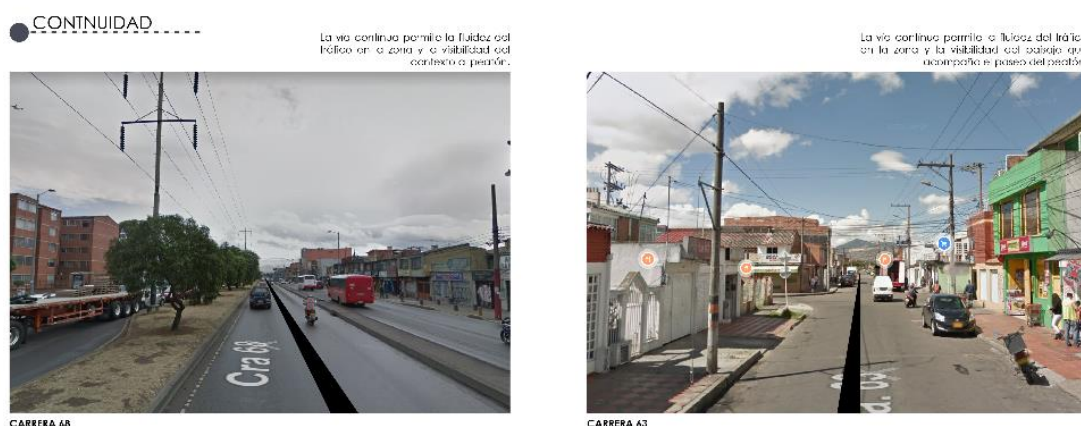 CONTNUIDAD
La vía continua permite la fluidez del
tráfico en la zona y la visibilidad del
contexto al peatón.
La vía continua permite la fluidez del tráfico
en la zona y la visibilidad del paisaje que
acompaña el paseo del peatón
Cra 68
CARRERA 68
CARRERA 63